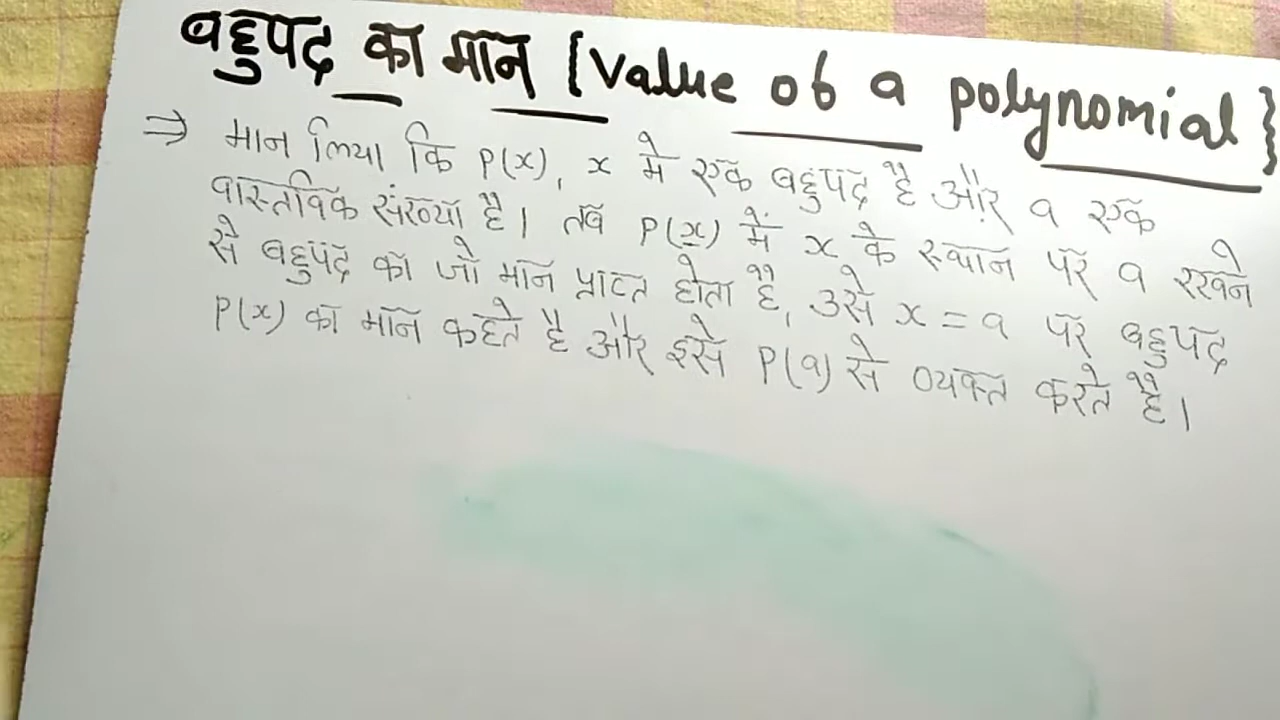 बहुपद का मान {Value of a polynomial}
⇒ मान लिया कि P(x), x मे एक बहुपद है और a एक
वास्तविक संख्या है। तब P(x) में x के स्थान पर a रखने
से बहुपद का जो मान प्राप्त होता है, उसे x = a पर बहुपद
P(x) का मान कहते है और इसे P(a) से व्यक्त करते है।